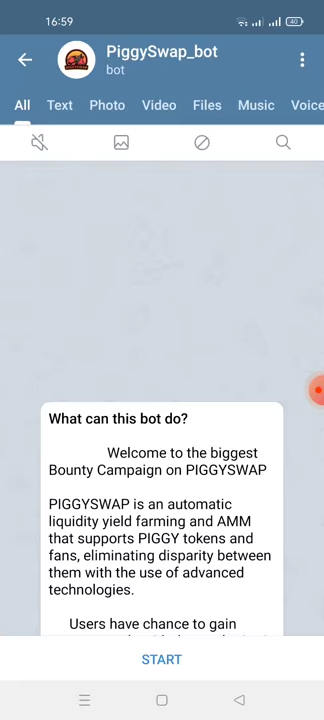 16:59
40
PiggySwap_bot
bot
All Text Photo Video Files Music Voice
What can this bot do?
Welcome to the biggest
Bounty Campaign on PIGGYSWAP
PIGGYSWAP is an automatic
liquidity yield farming and AMM
that supports PIGGY tokens and
fans, eliminating disparity between
them with the use of advanced
technologies.
Users have chance to gain
START